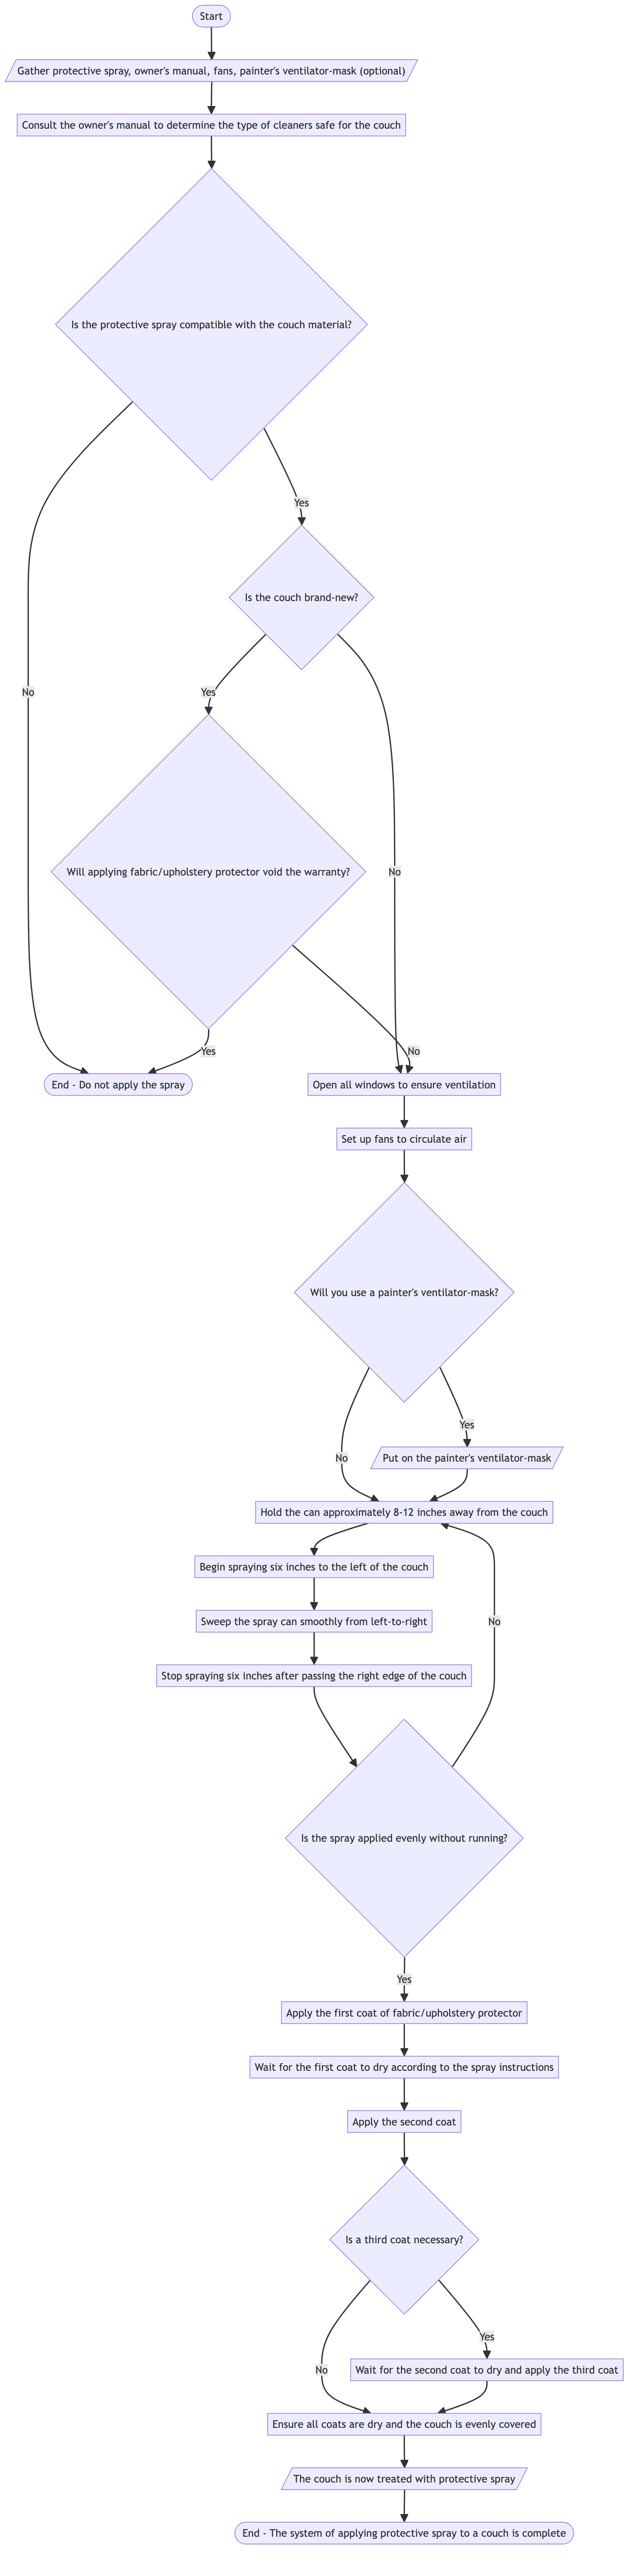 Start
Gather protective spray, owner's manual, fans, painter's ventilator-mask (optional)
Consult the owner's manual to determine the type of cleaners safe for the couch
Is the protective spray compatible with the couch material?
Yes
Is the couch brand-new?
No
Yes
Will applying fabric/upholstery protector void the warranty?
No
Yes
No
End - Do not apply the spray
Open all windows to ensure ventilation
Set up fans to circulate air
Will you use a painter's ventilator-mask?
Yes
No
Put on the painter's ventilator-mask
Hold the can approximately 8-12 inches away from the couch
Begin spraying six inches to the left of the couch
Sweep the spray can smoothly from left-to-right
No
Stop spraying six inches after passing the right edge of the couch
Is the spray applied evenly without running?
Yes
Apply the first coat of fabric/upholstery protector
Wait for the first coat to dry according to the spray instructions
Apply the second coat
Is a third coat necessary?
Yes
No
Wait for the second coat to dry and apply the third coat
Ensure all coats are dry and the couch is evenly covered
The couch is now treated with protective spray
End - The system of applying protective spray to a couch is complete